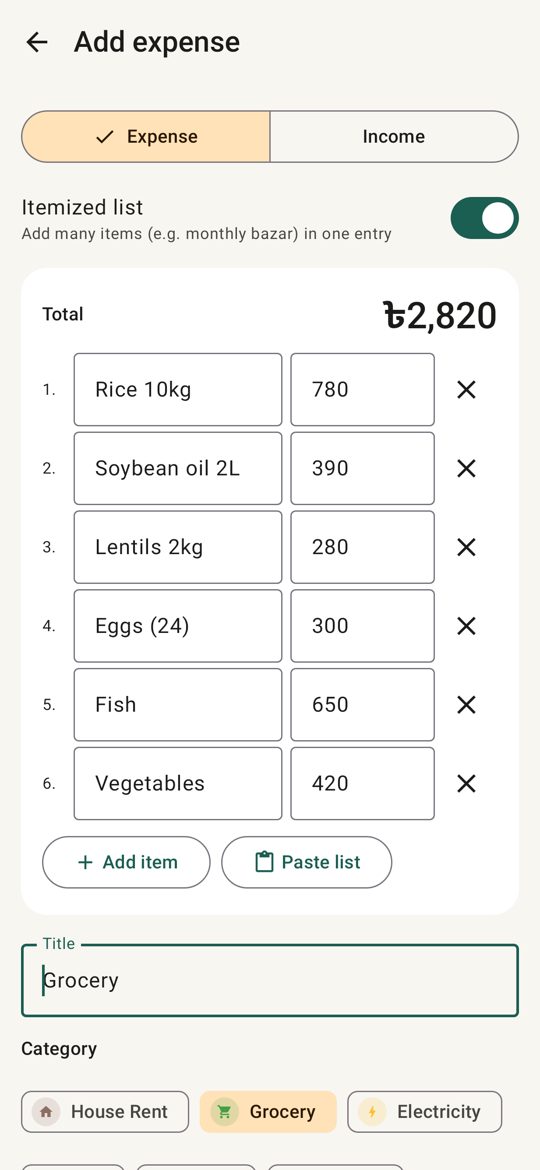 Add expense
Expense
Income
Itemized list
Add many items (e.g. monthly bazar) in one entry
Total
৳2,820
1. Rice 10kg 780
2. Soybean oil 2L 390
3. Lentils 2kg 280
4. Eggs (24) 300
5. Fish 650
6. Vegetables 420
Add item
Paste list
Title
Grocery
Category
House Rent
Grocery
Electricity